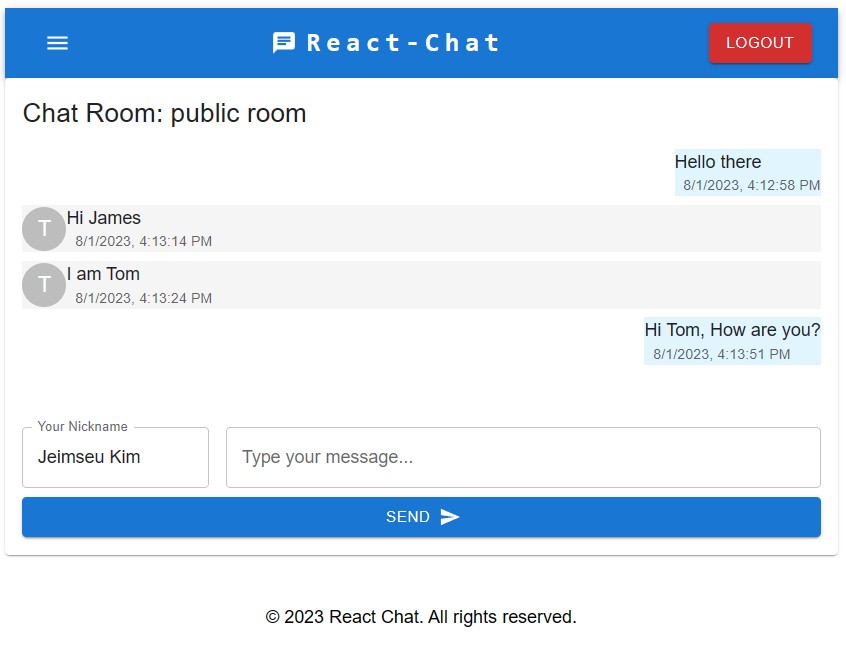 React-Chat
LOGOUT
Chat Room: public room
Hello there
8/1/2023, 4:12:58 PM
T
Hi James
8/1/2023, 4:13:14 PM
T
I am Tom
8/1/2023, 4:13:24 PM
Hi Tom, How are you?
8/1/2023, 4:13:51 PM
Your Nickname
Jeimseu Kim
Type your message...
SEND
© 2023 React Chat. All rights reserved.